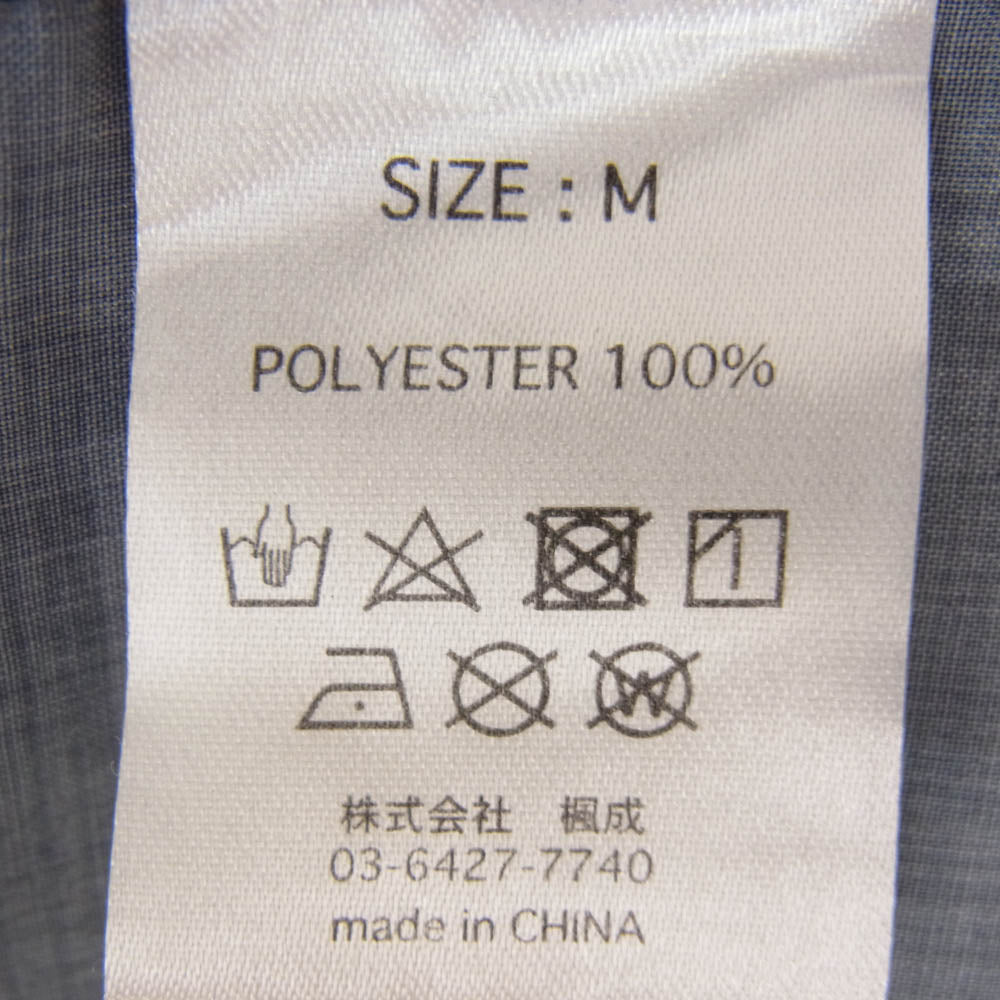 SIZE : M
POLYESTER 100%
W
株式会社　楓成
03-6427-7740
made in CHINA